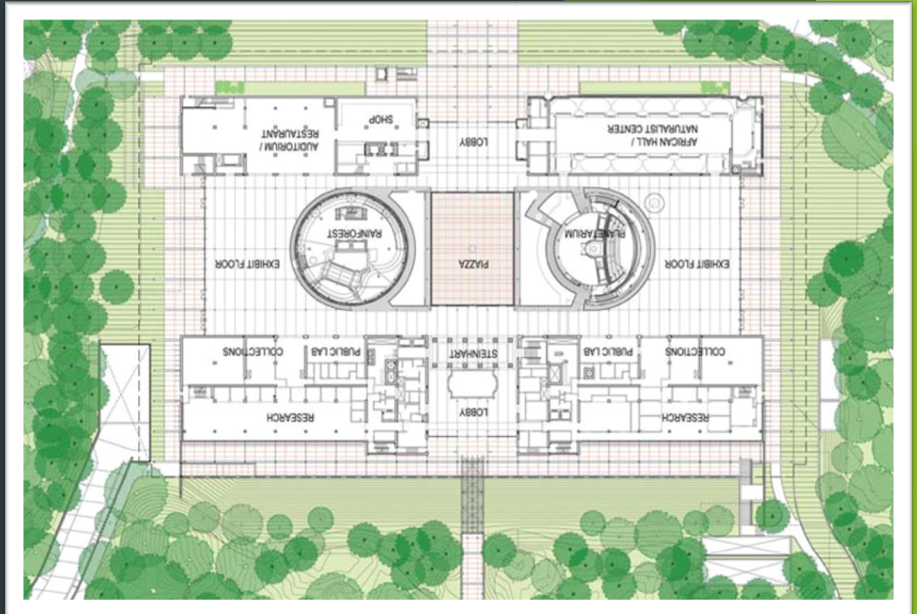 RESEARCH
LOBBY
RESEARCH
COLLECTIONS
PUBLIC LAB
STEINHART
PUBLIC LAB
COLLECTIONS
EXHIBIT FLOOR
PLANETARIUM
PIAZZA
RAINFOREST
EXHIBIT FLOOR
AFRICAN HALL /
NATURALIST CENTER
LOBBY
SHOP
AUDITORIUM /
RESTAURANT